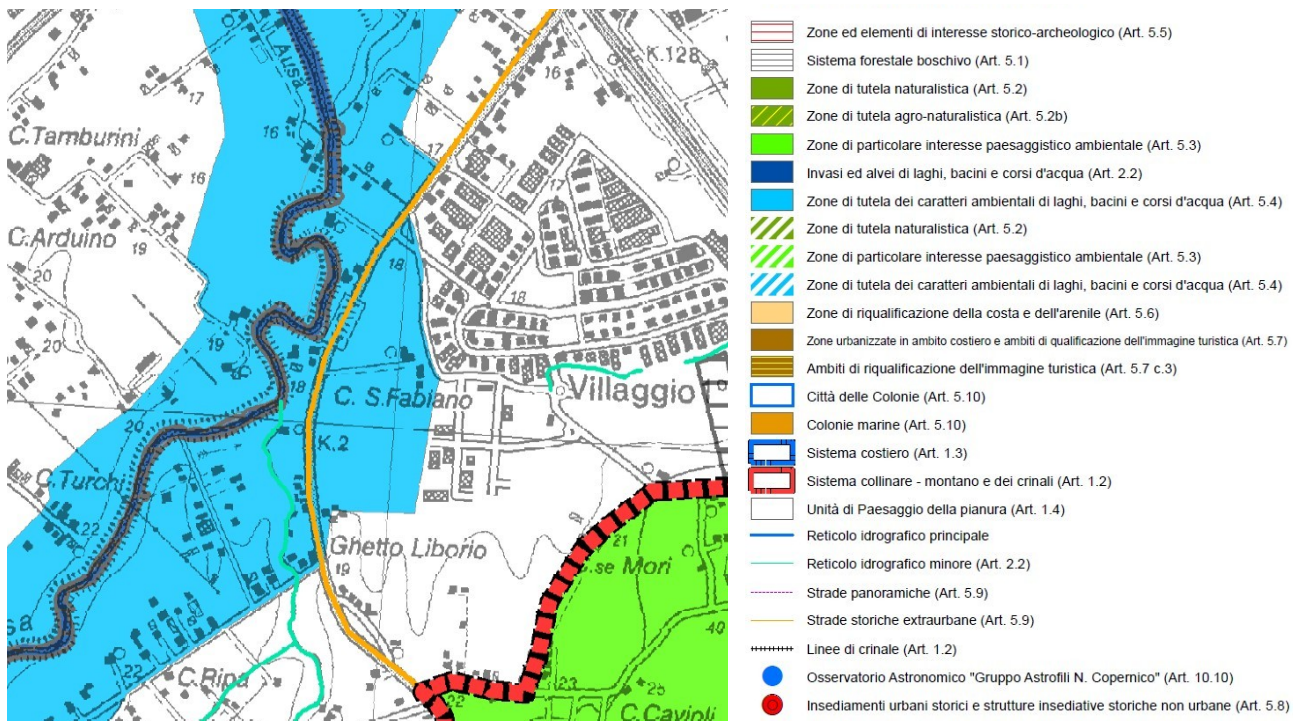 Ausa
K.128
16
17
C.Tamburini
16
17
16
17
C.Arduino
19
18
20
18
20
19
18
Villaggio
C. S.Fabiano
20
K.2
C.Turchi
22
Ghetto Liborio
21
19
se Mori
sa
40
22
C.Ripa
23
25
22
C.Cavioli
Zone ed elementi di interesse storico-archeologico (Art. 5.5)
Sistema forestale boschivo (Art. 5.1)
Zone di tutela naturalistica (Art. 5.2)
Zone di tutela agro-naturalistica (Art. 5.2b)
Zone di particolare interesse paesaggistico ambientale (Art. 5.3)
Invasi ed alvei di laghi, bacini e corsi d'acqua (Art. 2.2)
Zone di tutela dei caratteri ambientali di laghi, bacini e corsi d'acqua (Art. 5.4)
Zone di tutela naturalistica (Art. 5.2)
Zone di particolare interesse paesaggistico ambientale (Art. 5.3)
Zone di tutela dei caratteri ambientali di laghi, bacini e corsi d'acqua (Art. 5.4)
Zone di riqualificazione della costa e dell'arenile (Art. 5.6)
Zone urbanizzate in ambito costiero e ambiti di qualificazione dell'immagine turistica (Art. 5.7)
Ambiti di riqualificazione dell'immagine turistica (Art. 5.7 c.3)
Città delle Colonie (Art. 5.10)
Colonie marine (Art. 5.10)
Sistema costiero (Art. 1.3)
Sistema collinare - montano e dei crinali (Art. 1.2)
Unità di Paesaggio della pianura (Art. 1.4)
Reticolo idrografico principale
Reticolo idrografico minore (Art. 2.2)
Strade panoramiche (Art. 5.9)
Strade storiche extraurbane (Art. 5.9)
Linee di crinale (Art. 1.2)
Osservatorio Astronomico "Gruppo Astrofili N. Copernico" (Art. 10.10)
Insediamenti urbani storici e strutture insediative storiche non urbane (Art. 5.8)